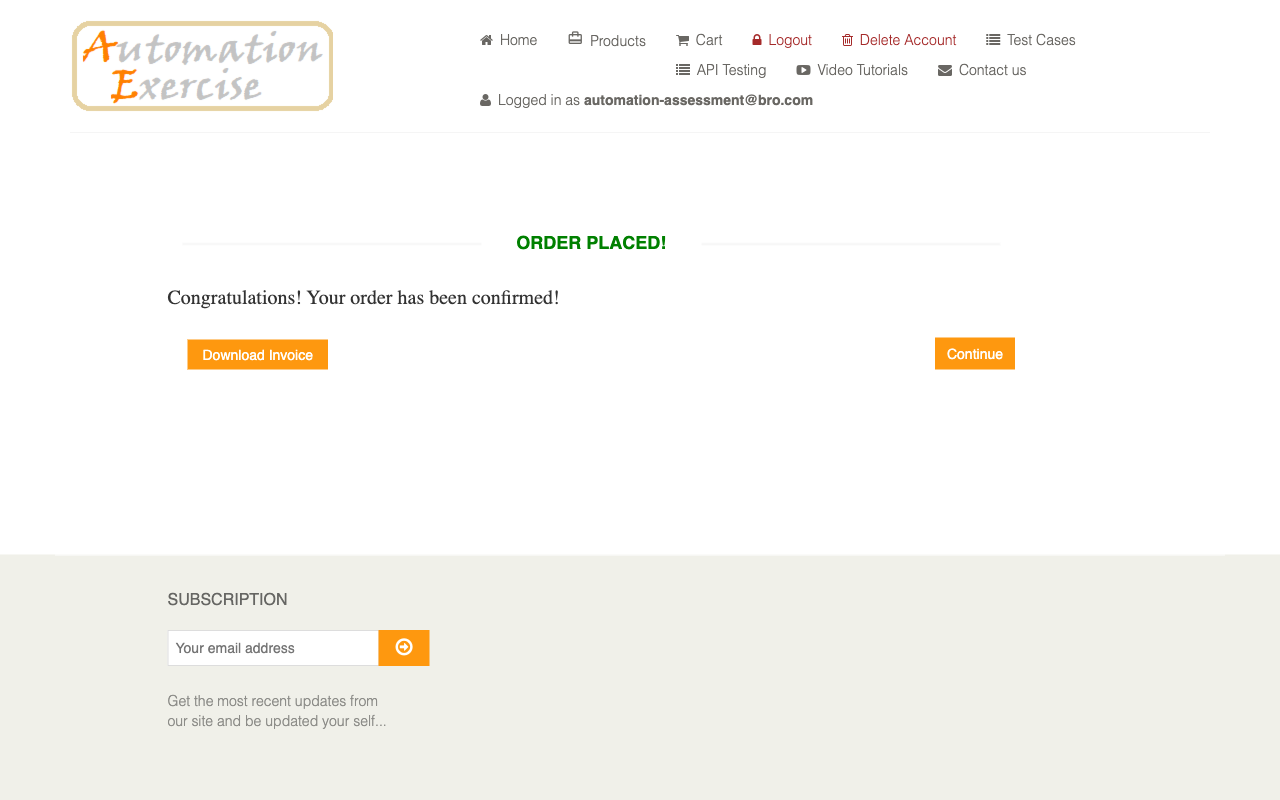 Automation
Exercise
Home Products Cart Logout Delete Account Test Cases
API Testing Video Tutorials Contact us
Logged in as automation-assessment@bro.com
ORDER PLACED!
Congratulations! Your order has been confirmed!
Download Invoice Continue
SUBSCRIPTION
Your email address
Get the most recent updates from
our site and be updated your self...